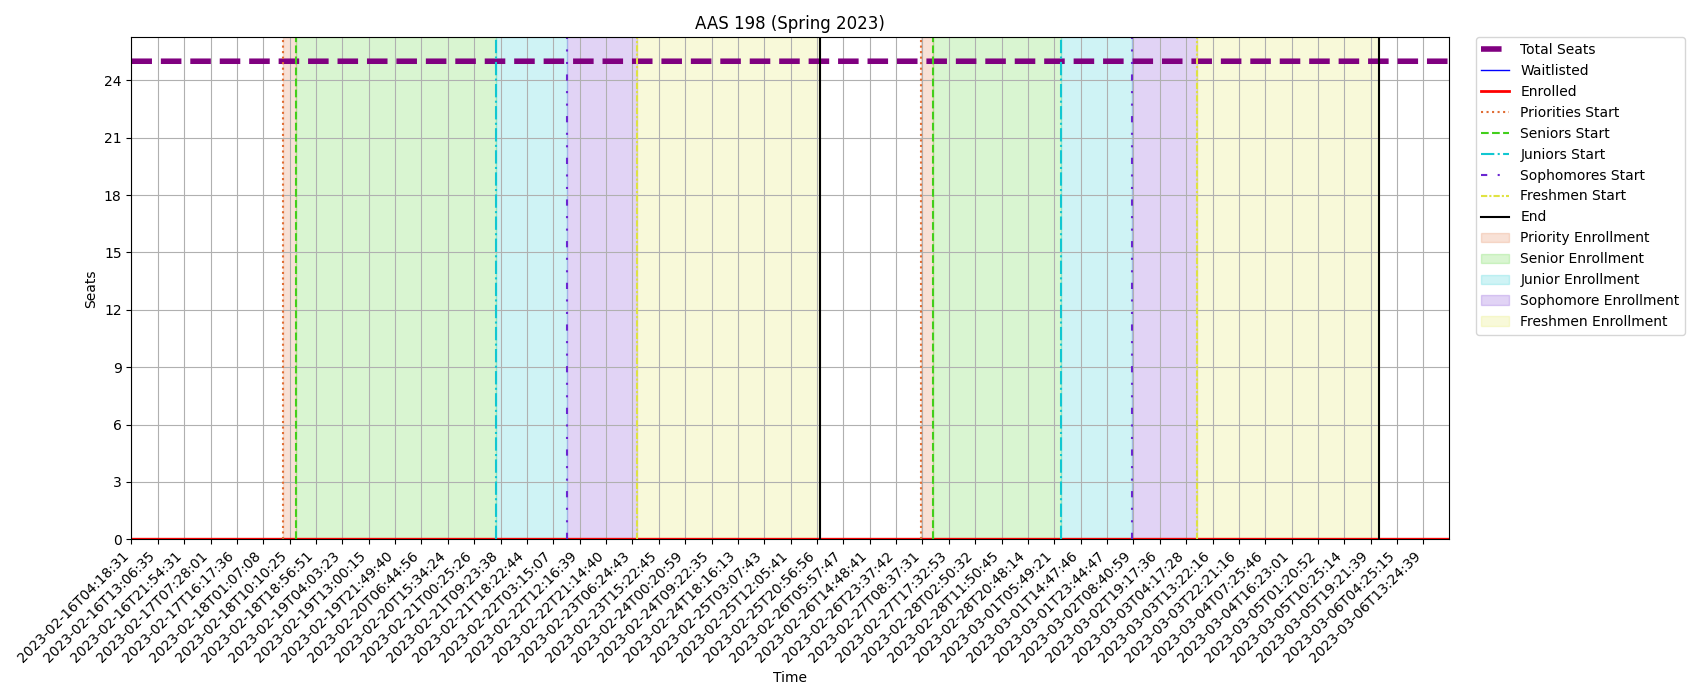 AAS 198 (Spring 2023)
Seats
24
21
18
15
12
9
6
3
0
2023-02-16T04:18:31
2023-02-16T13:06:35
2023-02-16T21:54:31
2023-02-17T07:28:01
2023-02-17T16:17:36
2023-02-18T01:07:08
2023-02-18T10:10:25
2023-02-18T18:56:51
2023-02-19T04:03:23
2023-02-19T13:00:15
2023-02-19T21:49:40
2023-02-20T06:44:56
2023-02-20T15:34:24
2023-02-21T00:25:26
2023-02-21T09:23:38
2023-02-21T18:22:44
2023-02-22T03:15:07
2023-02-22T12:16:39
2023-02-22T21:14:40
2023-02-23T06:24:43
2023-02-23T15:22:45
2023-02-24T00:20:59
2023-02-24T09:22:35
2023-02-24T18:16:13
2023-02-25T03:07:43
2023-02-25T12:05:41
2023-02-25T20:56:56
2023-02-26T05:57:47
2023-02-26T14:48:41
2023-02-26T23:37:42
2023-02-27T08:37:31
2023-02-27T17:32:53
2023-02-28T02:50:32
2023-02-28T11:50:45
2023-02-28T20:48:14
2023-03-01T05:49:21
2023-03-01T14:47:46
2023-03-01T23:44:47
2023-03-02T08:40:59
2023-03-02T19:17:36
2023-03-03T04:17:28
2023-03-03T13:22:16
2023-03-03T22:21:16
2023-03-04T07:25:46
2023-03-04T16:23:01
2023-03-05T01:20:52
2023-03-05T10:25:14
2023-03-05T19:21:39
2023-03-06T04:25:15
2023-03-06T13:24:39
Time
Total Seats
Waitlisted
Enrolled
Priorities Start
Seniors Start
Juniors Start
Sophomores Start
Freshmen Start
End
Priority Enrollment
Senior Enrollment
Junior Enrollment
Sophomore Enrollment
Freshmen Enrollment